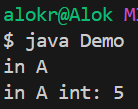 alokr@Alok M
$ java Demo
in A
in A int: 5